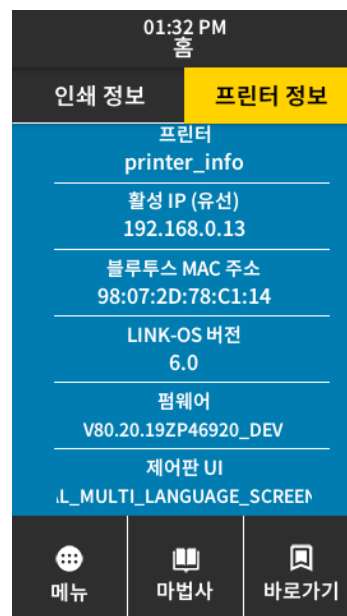 01:32 PM
홈
인쇄 정보
프린터 정보
프린터
printer_info
활성 IP (유선)
192.168.0.13
블루투스 MAC 주소
98:07:2D:78:C1:14
LINK-OS 버전
6.0
펌웨어
V80.20.19ZP46920_DEV
제어판 UI
L_MULTI_LANGUAGE_SCREEN
메뉴
마법사
바로가기